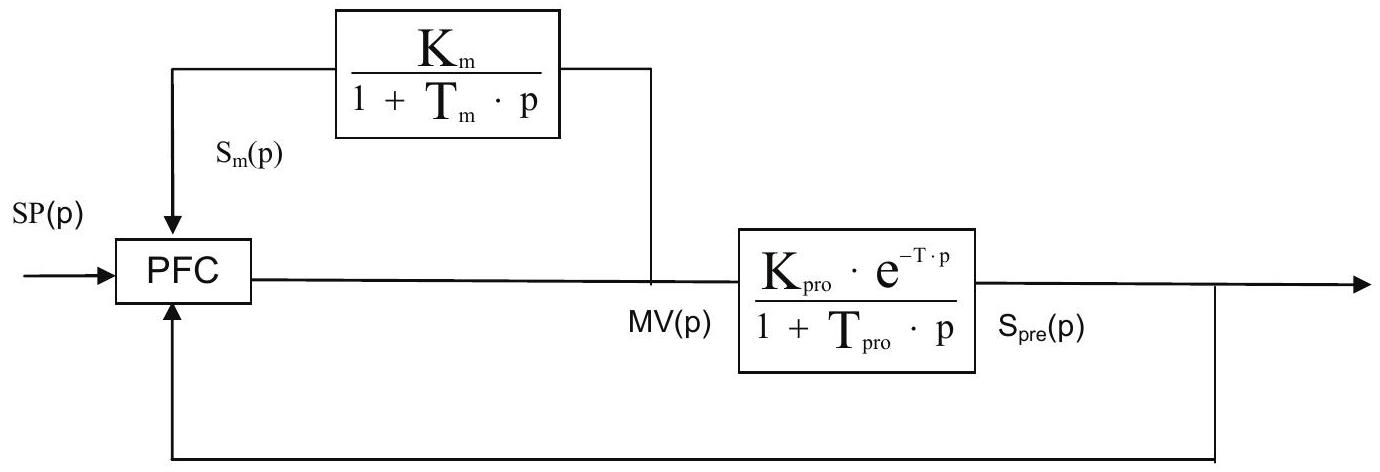 K_m
1 + T_m · p
S_m(p)
SP(p)
PFC
K_pro · e^{-T · p}
1 + T_pro · p
MV(p)
S_pre(p)